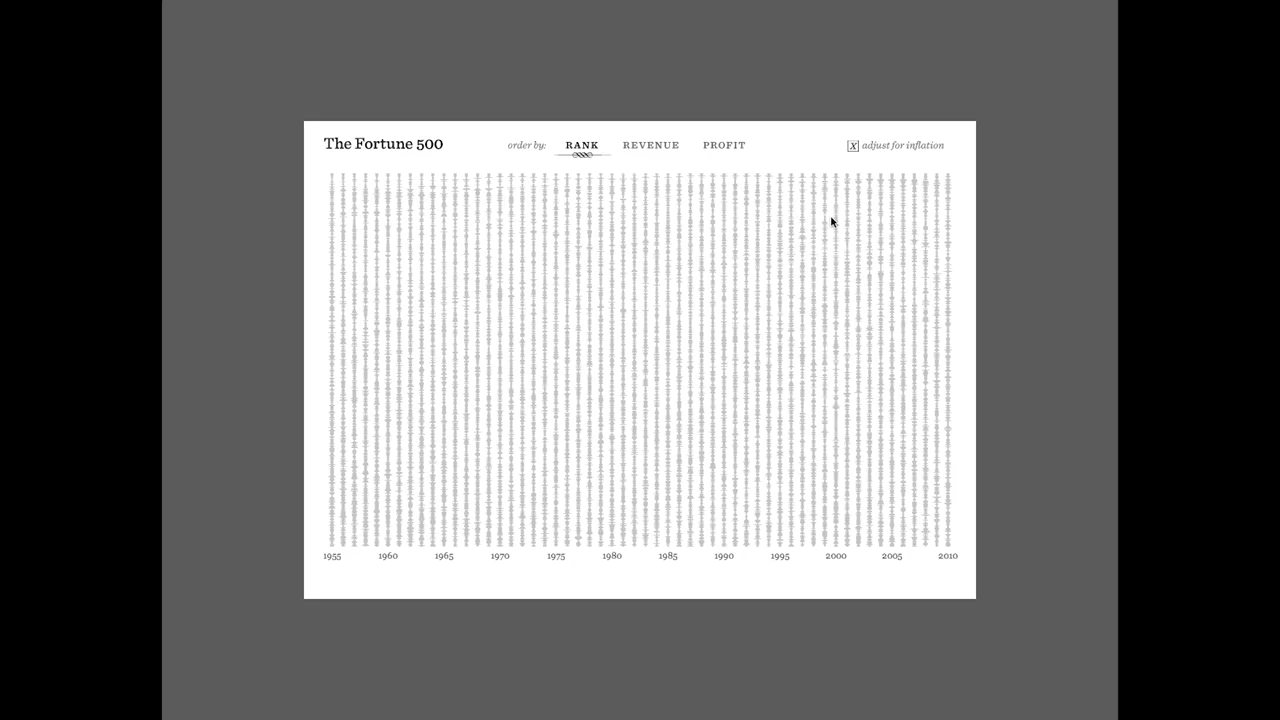 The Fortune 500
order by: RANK REVENUE PROFIT
X adjust for inflation
1955 1960 1965 1970 1975 1980 1985 1990 1995 2000 2005 2010